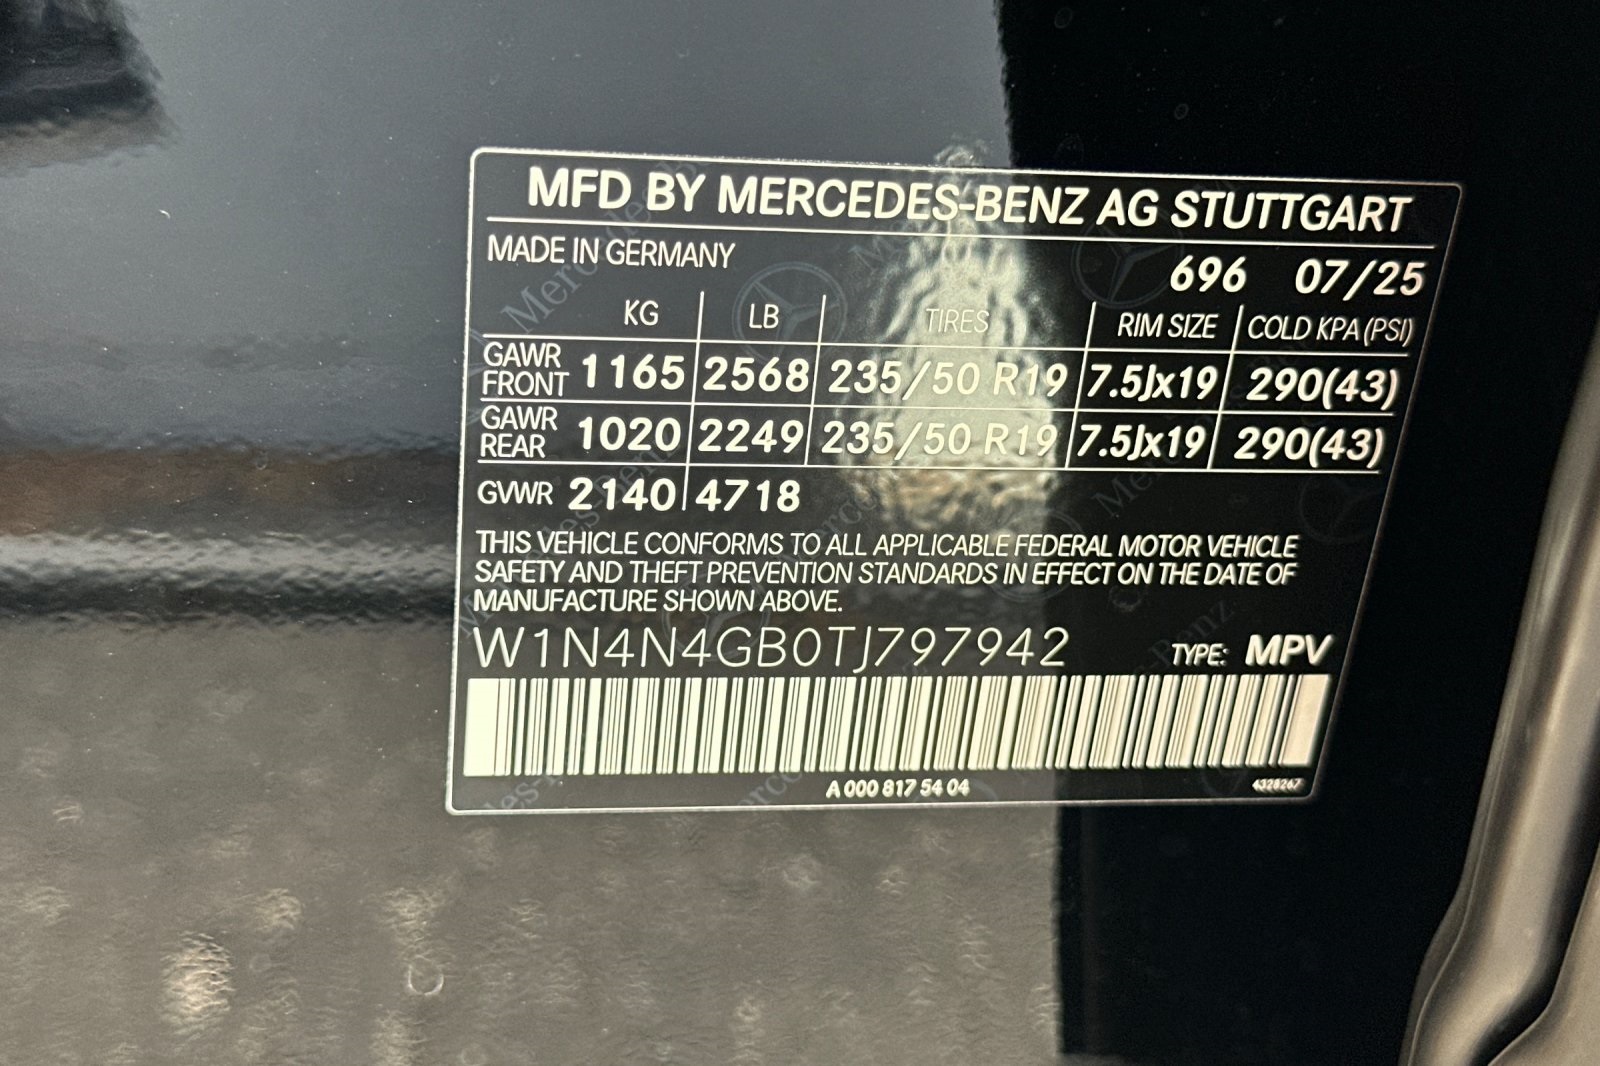 MFD BY MERCEDES-BENZ AG STUTTGART
MADE IN GERMANY
696 07/25
KG LB TIRES RIM SIZE COLD KPA (PSI)
GAWR FRONT 1165 2568 235/50 R19 7.5Jx19 290(43)
GAWR REAR 1020 2249 235/50 R19 7.5Jx19 290(43)
GVWR 2140 4718
THIS VEHICLE CONFORMS TO ALL APPLICABLE FEDERAL MOTOR VEHICLE
SAFETY AND THEFT PREVENTION STANDARDS IN EFFECT ON THE DATE OF
MANUFACTURE SHOWN ABOVE.
W1N4N4GB0TJ797942 TYPE: MPV
A 000 817 54 04
4328267